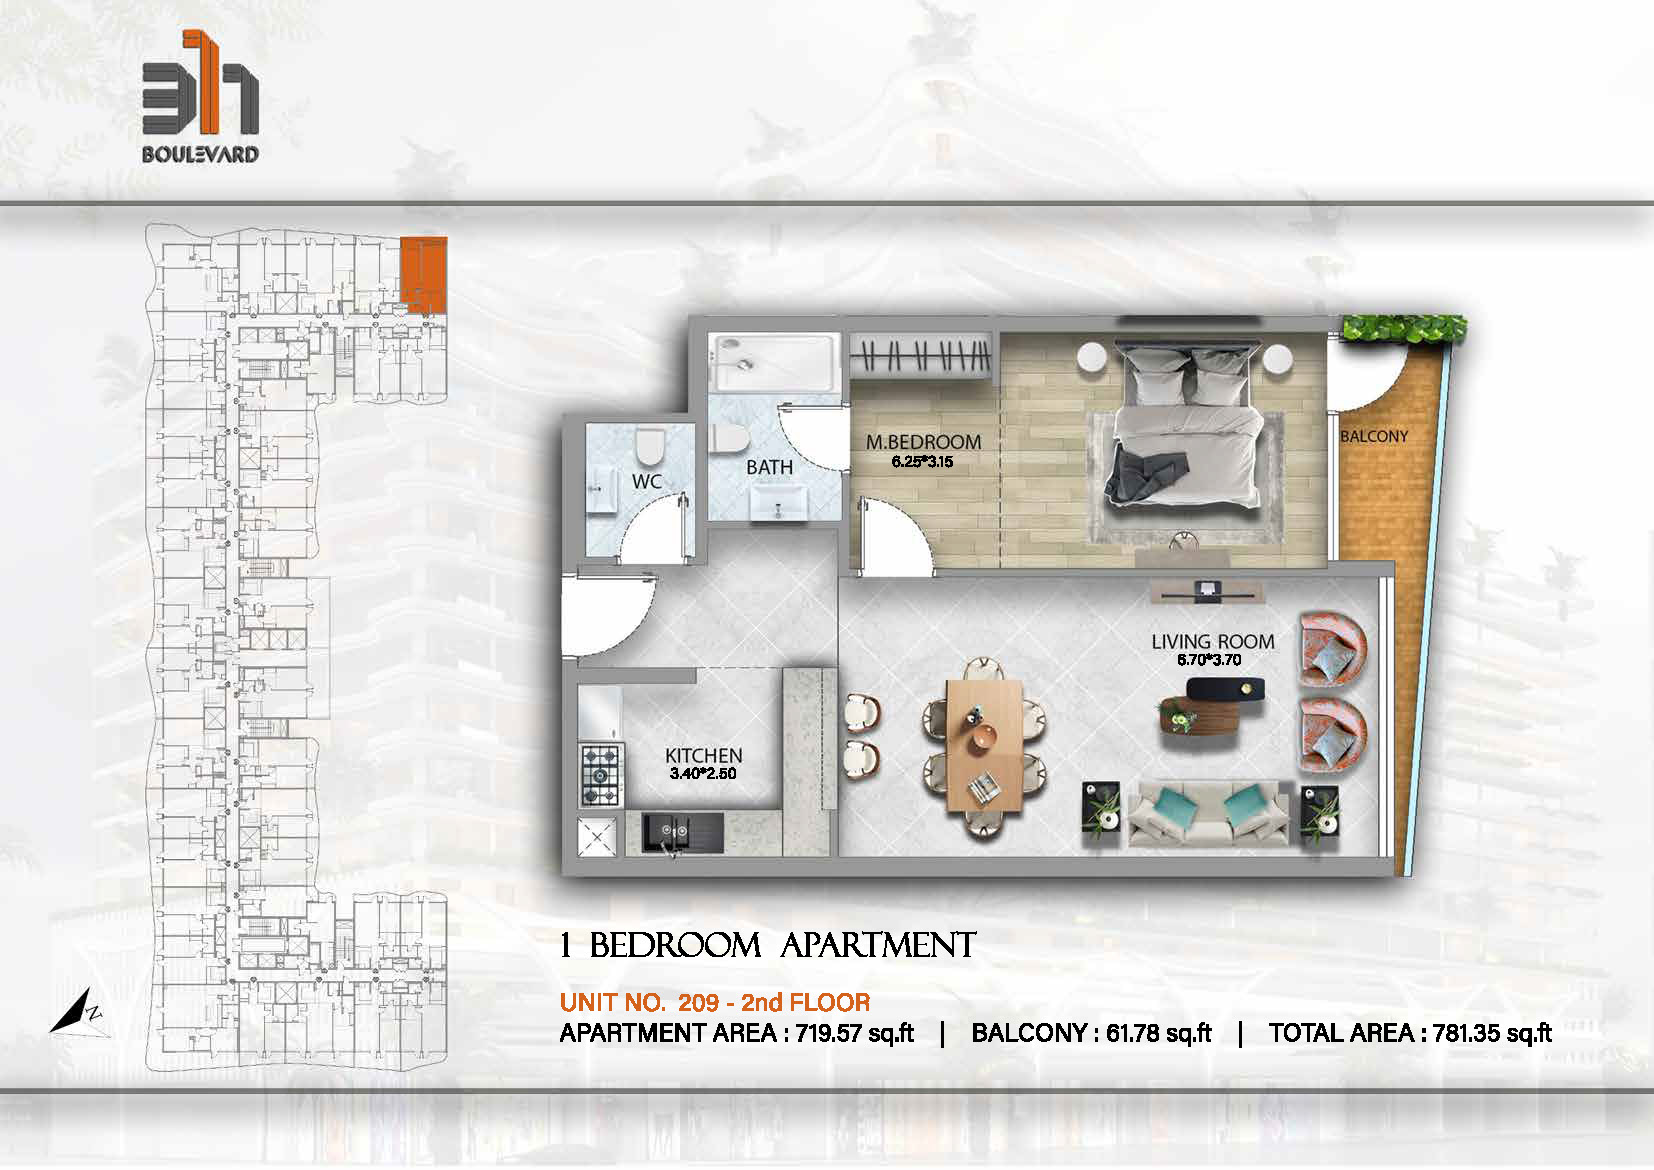 311
BOULEVARD
M.BEDROOM
6.25*3.15
BALCONY
BATH
WC
LIVING ROOM
6.70*3.70
KITCHEN
3.40*2.50
N
1 BEDROOM APARTMENT
UNIT NO. 209 - 2nd FLOOR
APARTMENT AREA : 719.57 sq.ft | BALCONY : 61.78 sq.ft | TOTAL AREA : 781.35 sq.ft